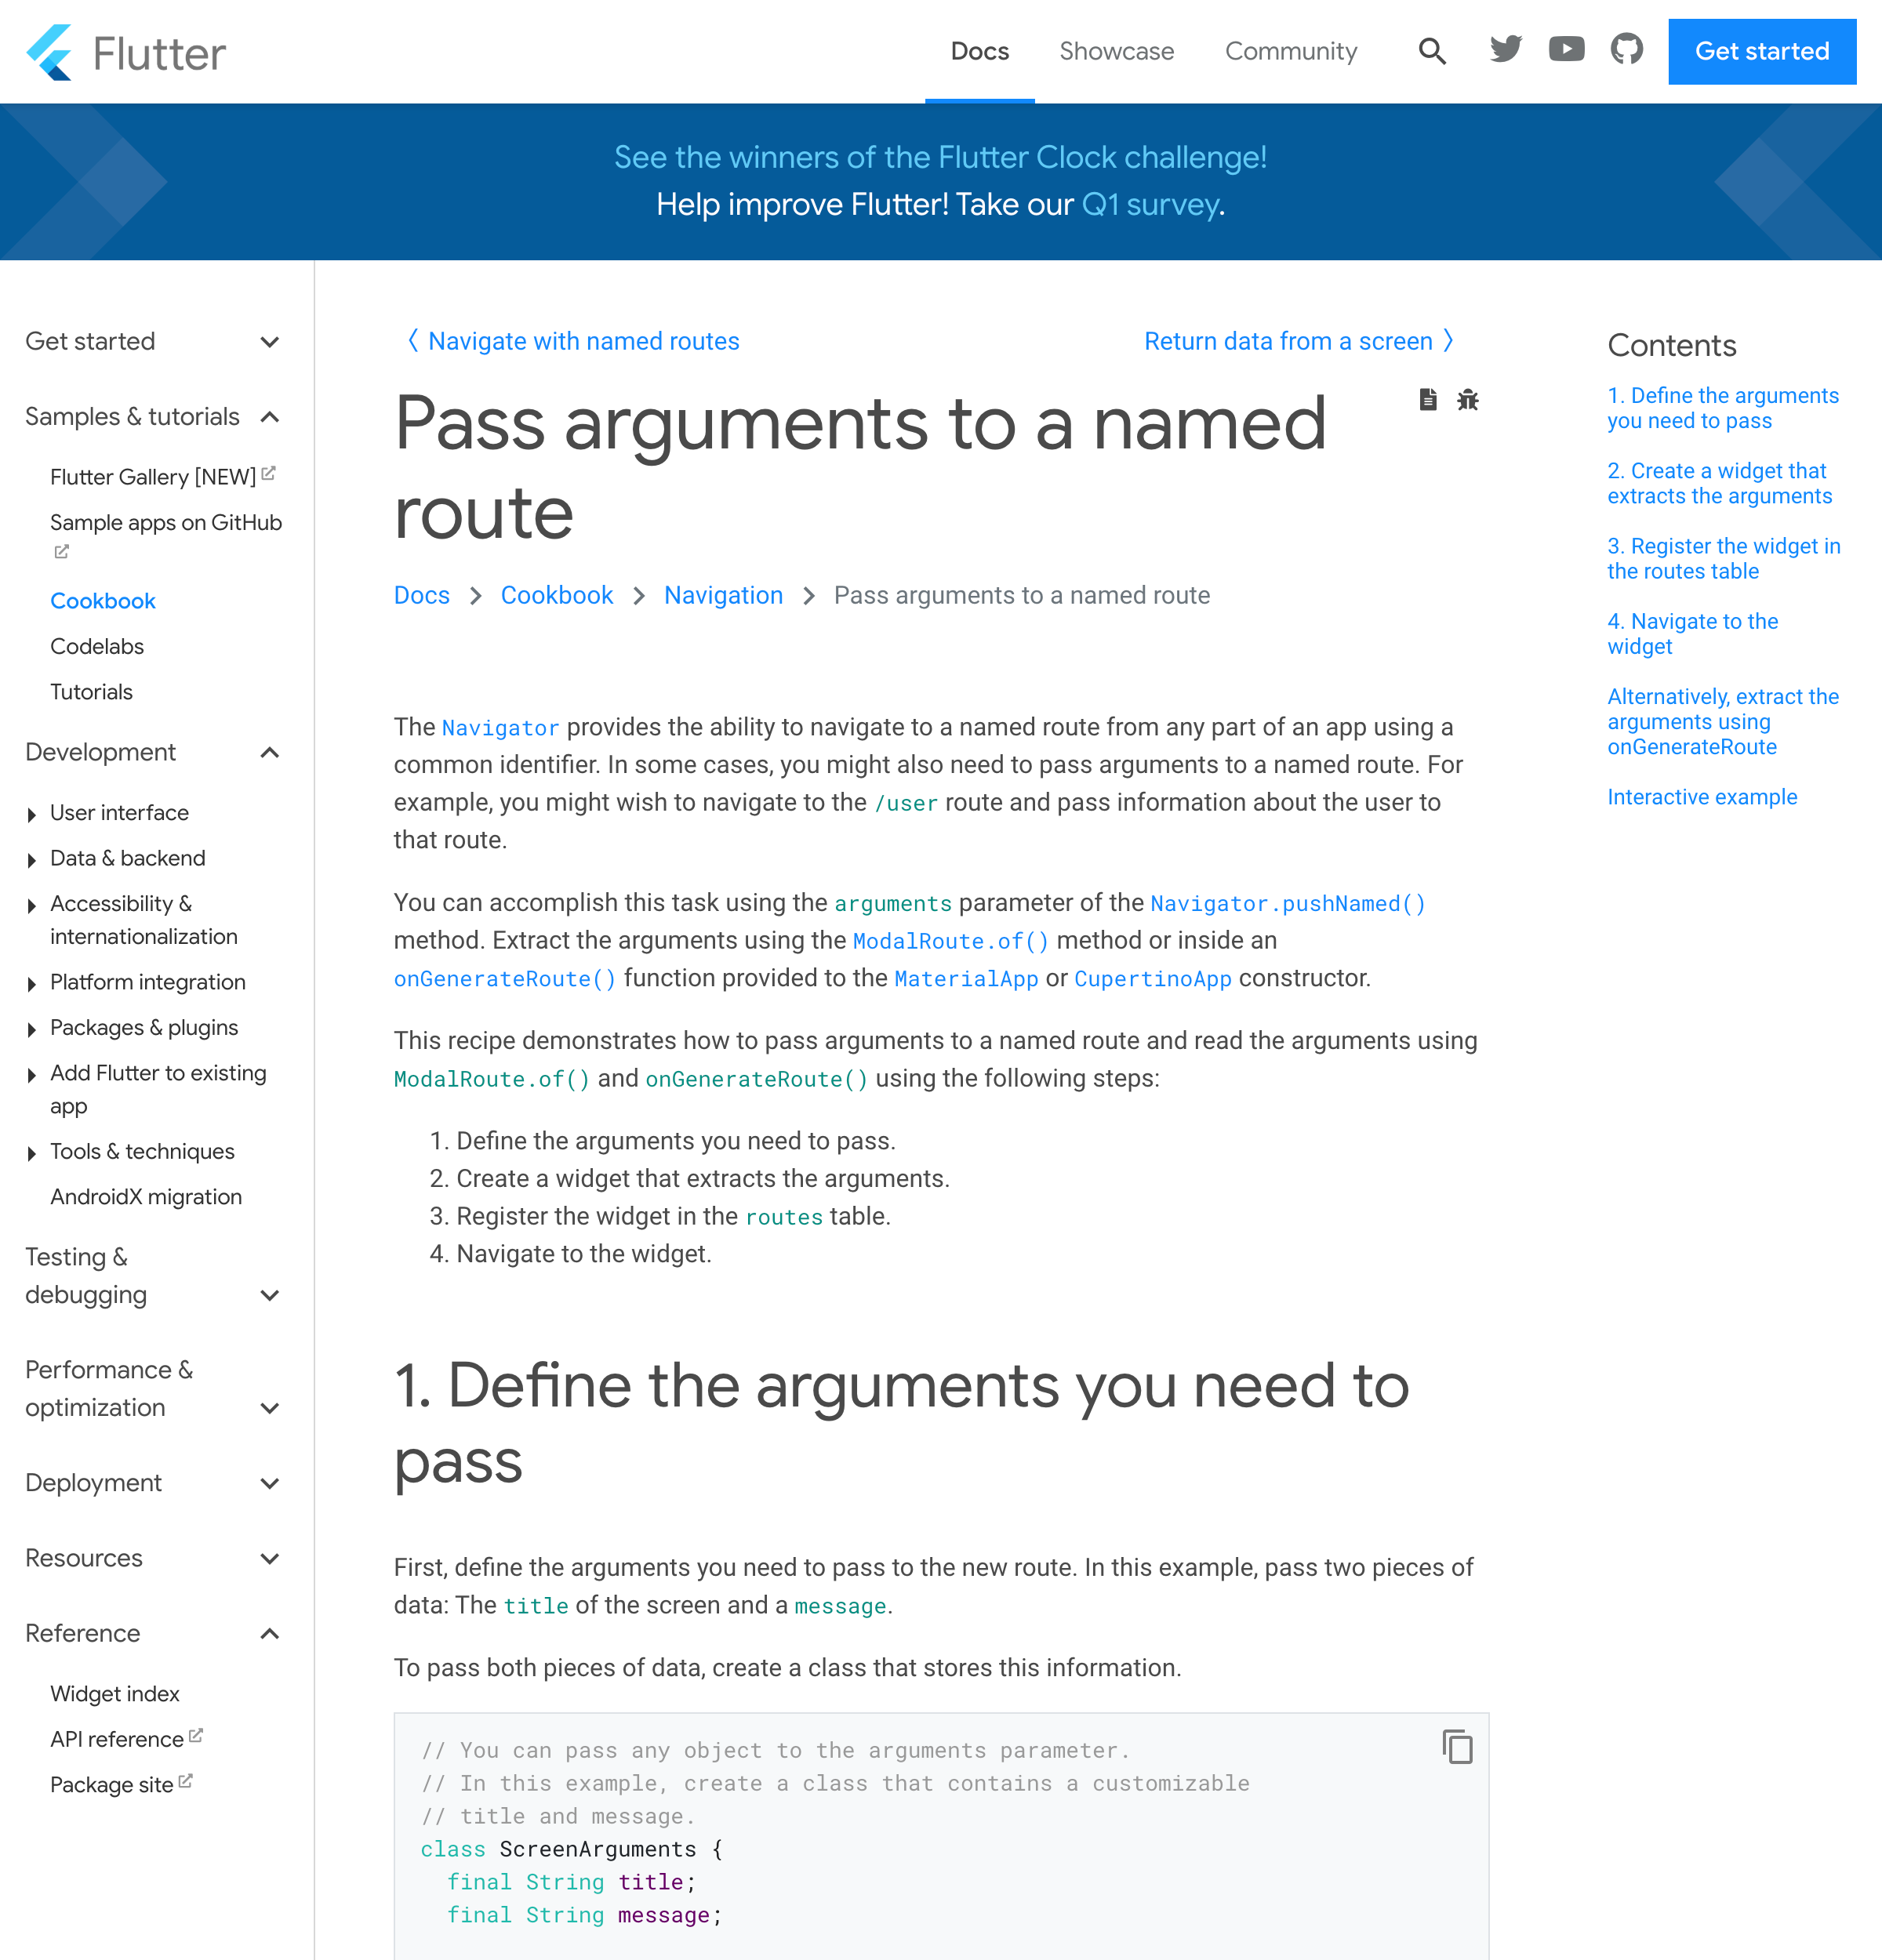 Flutter
Docs
Showcase
Community
Get started
See the winners of the Flutter Clock challenge!
Help improve Flutter! Take our Q1 survey.
Get started
Samples & tutorials
Flutter Gallery [NEW]
Sample apps on GitHub
Cookbook
Codelabs
Tutorials
Development
User interface
Data & backend
Accessibility &
internationalization
Platform integration
Packages & plugins
Add Flutter to existing
app
Tools & techniques
AndroidX migration
Testing &
debugging
Performance &
optimization
Deployment
Resources
Reference
Widget index
API reference
Package site
〈 Navigate with named routes
Return data from a screen 〉
Pass arguments to a named
route
Docs > Cookbook > Navigation > Pass arguments to a named route
The Navigator provides the ability to navigate to a named route from any part of an app using a
common identifier. In some cases, you might also need to pass arguments to a named route. For
example, you might wish to navigate to the /user route and pass information about the user to
that route.
You can accomplish this task using the arguments parameter of the Navigator.pushNamed()
method. Extract the arguments using the ModalRoute.of() method or inside an
onGenerateRoute() function provided to the MaterialApp or CupertinoApp constructor.
This recipe demonstrates how to pass arguments to a named route and read the arguments using
ModalRoute.of() and onGenerateRoute() using the following steps:
1. Define the arguments you need to pass.
2. Create a widget that extracts the arguments.
3. Register the widget in the routes table.
4. Navigate to the widget.
1. Define the arguments you need to
pass
First, define the arguments you need to pass to the new route. In this example, pass two pieces of
data: The title of the screen and a message.
To pass both pieces of data, create a class that stores this information.
// You can pass any object to the arguments parameter.
// In this example, create a class that contains a customizable
// title and message.
class ScreenArguments {
  final String title;
  final String message;
Contents
1. Define the arguments
you need to pass
2. Create a widget that
extracts the arguments
3. Register the widget in
the routes table
4. Navigate to the
widget
Alternatively, extract the
arguments using
onGenerateRoute
Interactive example